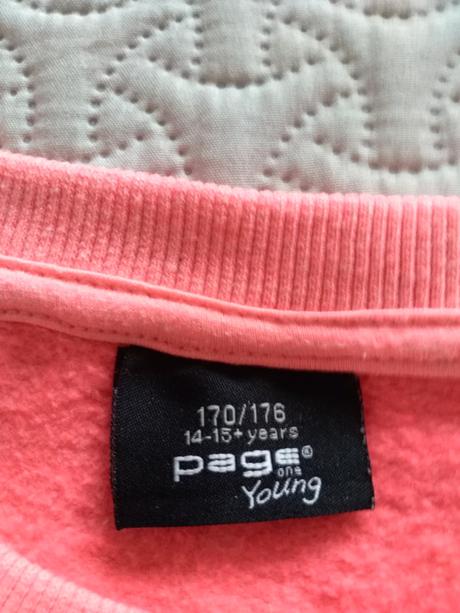 170/176
14-15+ years
page®
one
Young